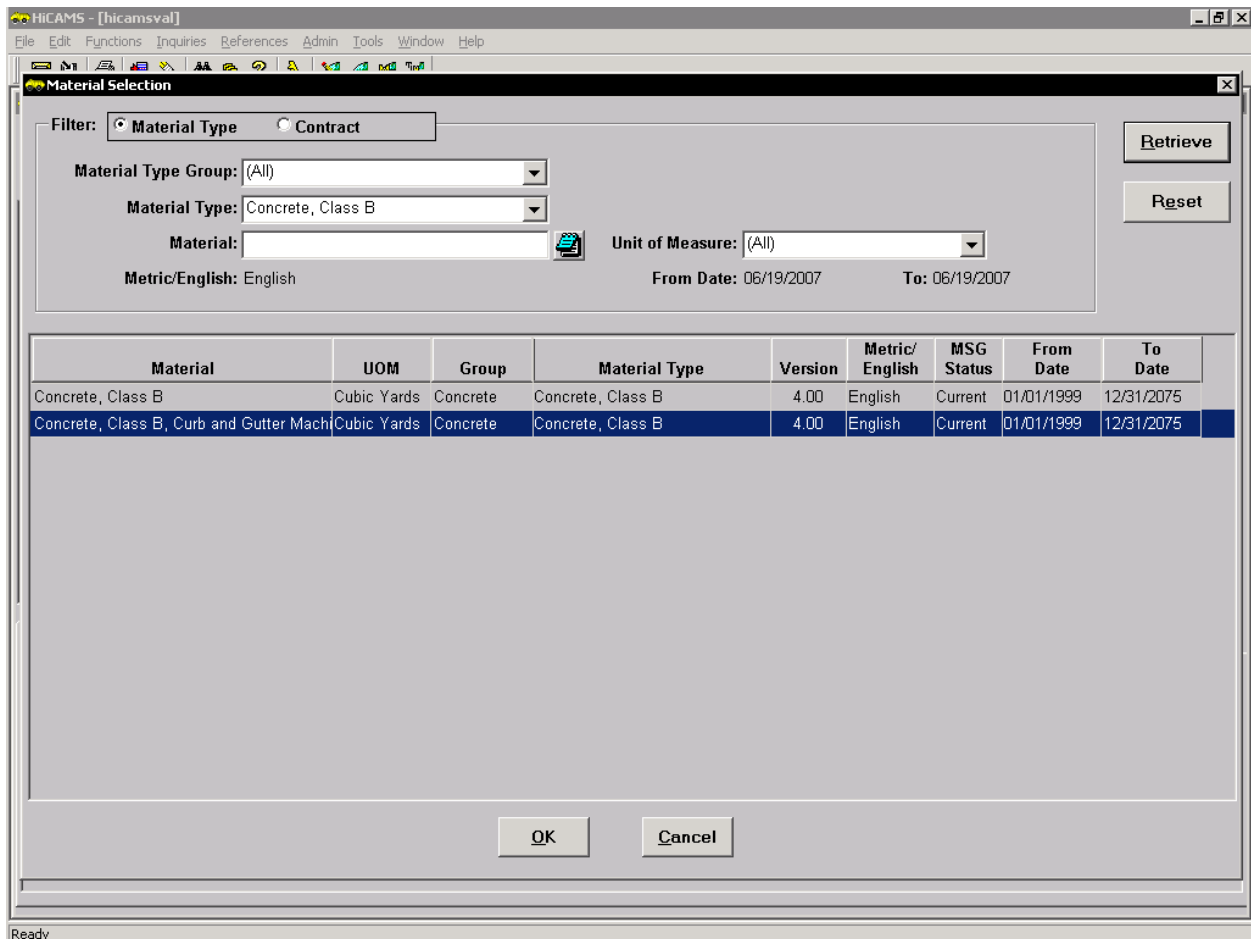 HiCAMS - [hicamsval]
File Edit Functions Inquiries References Admin Tools Window Help
Material Selection
Filter: Material Type Contract
Retrieve
Material Type Group: (All)
Material Type: Concrete, Class B
Reset
Material: Unit of Measure: (All)
Metric/English: English From Date: 06/19/2007 To: 06/19/2007
Material UOM Group Material Type Version Metric/ English MSG Status From Date To Date
Concrete, Class B Cubic Yards Concrete Concrete, Class B 4.00 English Current 01/01/1999 12/31/2075
Concrete, Class B, Curb and Gutter Machi Cubic Yards Concrete Concrete, Class B 4.00 English Current 01/01/1999 12/31/2075
OK Cancel
Ready